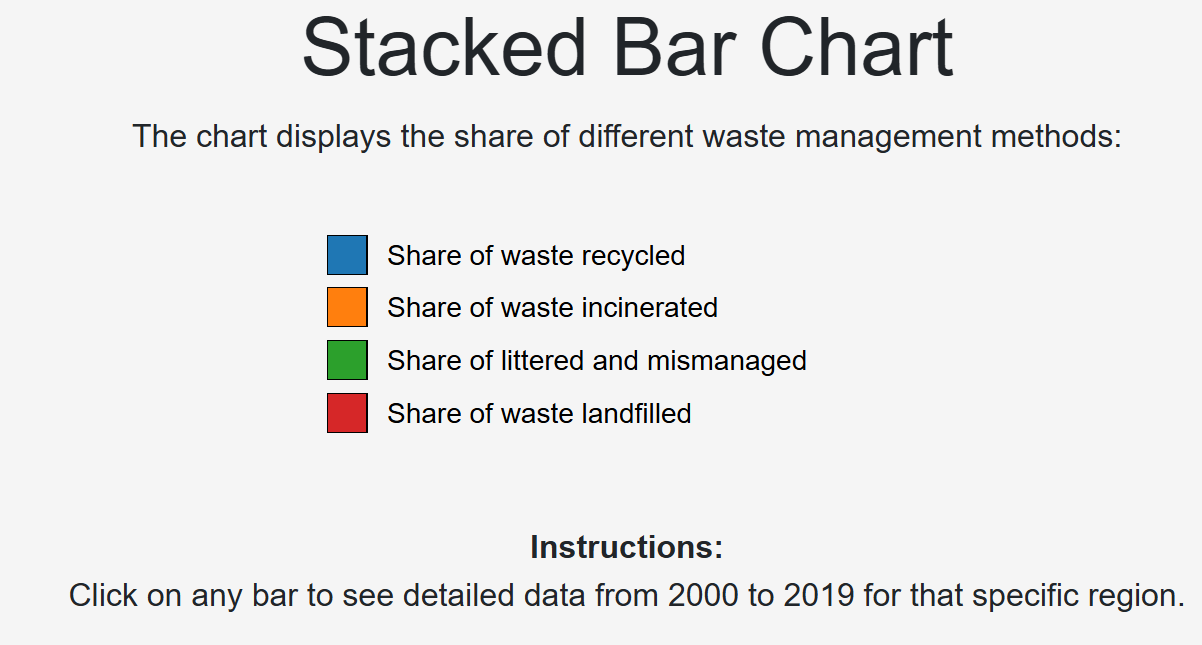 Stacked Bar Chart
The chart displays the share of different waste management methods:
Share of waste recycled
Share of waste incinerated
Share of littered and mismanaged
Share of waste landfilled
Instructions:
Click on any bar to see detailed data from 2000 to 2019 for that specific region.